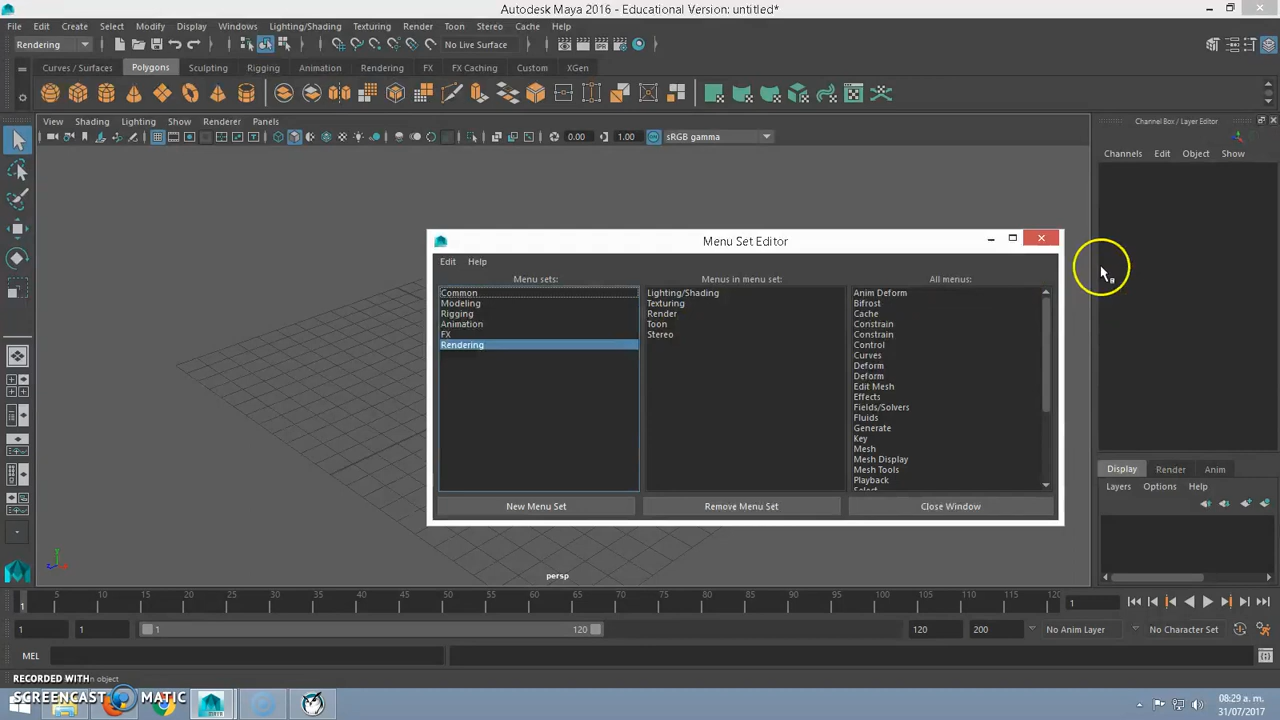 Autodesk Maya 2016 - Educational Version: untitled*
File Edit Create Select Modify Display Windows Lighting/Shading Texturing Render Toon Stereo Cache Help
Rendering No Live Surface
Curves / Surfaces Polygons Sculpting Rigging Animation Rendering FX FX Caching Custom XGen
View Shading Lighting Show Renderer Panels
0.00 1.00 sRGB gamma
Channel Box / Layer Editor
Channels Edit Object Show
Menu Set Editor
Edit Help
Menu sets: Menus in menu set: All menus:
Common Lighting/Shading Anim Deform
Modeling Texturing Bifrost
Rigging Render Cache
Animation Toon Constrain
FX Stereo Constrain
Rendering Control
Curves
Deform
Deform
Edit Mesh
Effects
Fields/Solvers
Fluids
Generate
Key
Mesh
Mesh Display
Mesh Tools
Playback
New Menu Set Remove Menu Set Close Window
Display Render Anim
Layers Options Help
persp
1 5 10 15 20 25 30 35 40 45 50 55 60 65 70 75 80 85 90 95 100 105 110 115 120 1
1 1 1 120 120 200 No Anim Layer No Character Set
MEL
RECORDED WITH n object
SCREENCAST MATIC
08:29 a. m.
31/07/2017